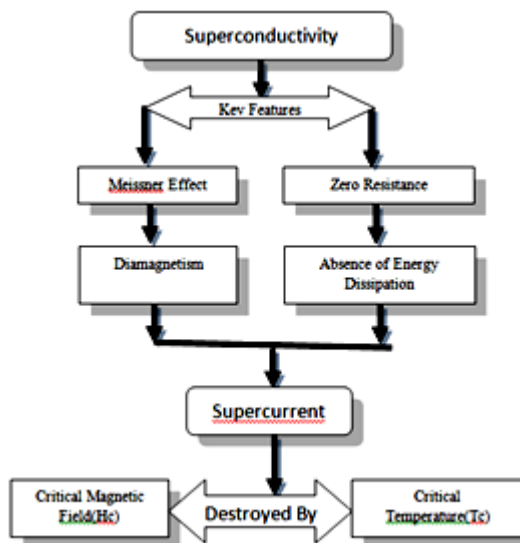 Superconductivity
Key Features
Meissner Effect
Zero Resistance
Diamagnetism
Absence of Energy
Dissipation
Supercurrent
Critical Magnetic
Field(Hc)
Destroyed By
Critical
Temperature(Tc)